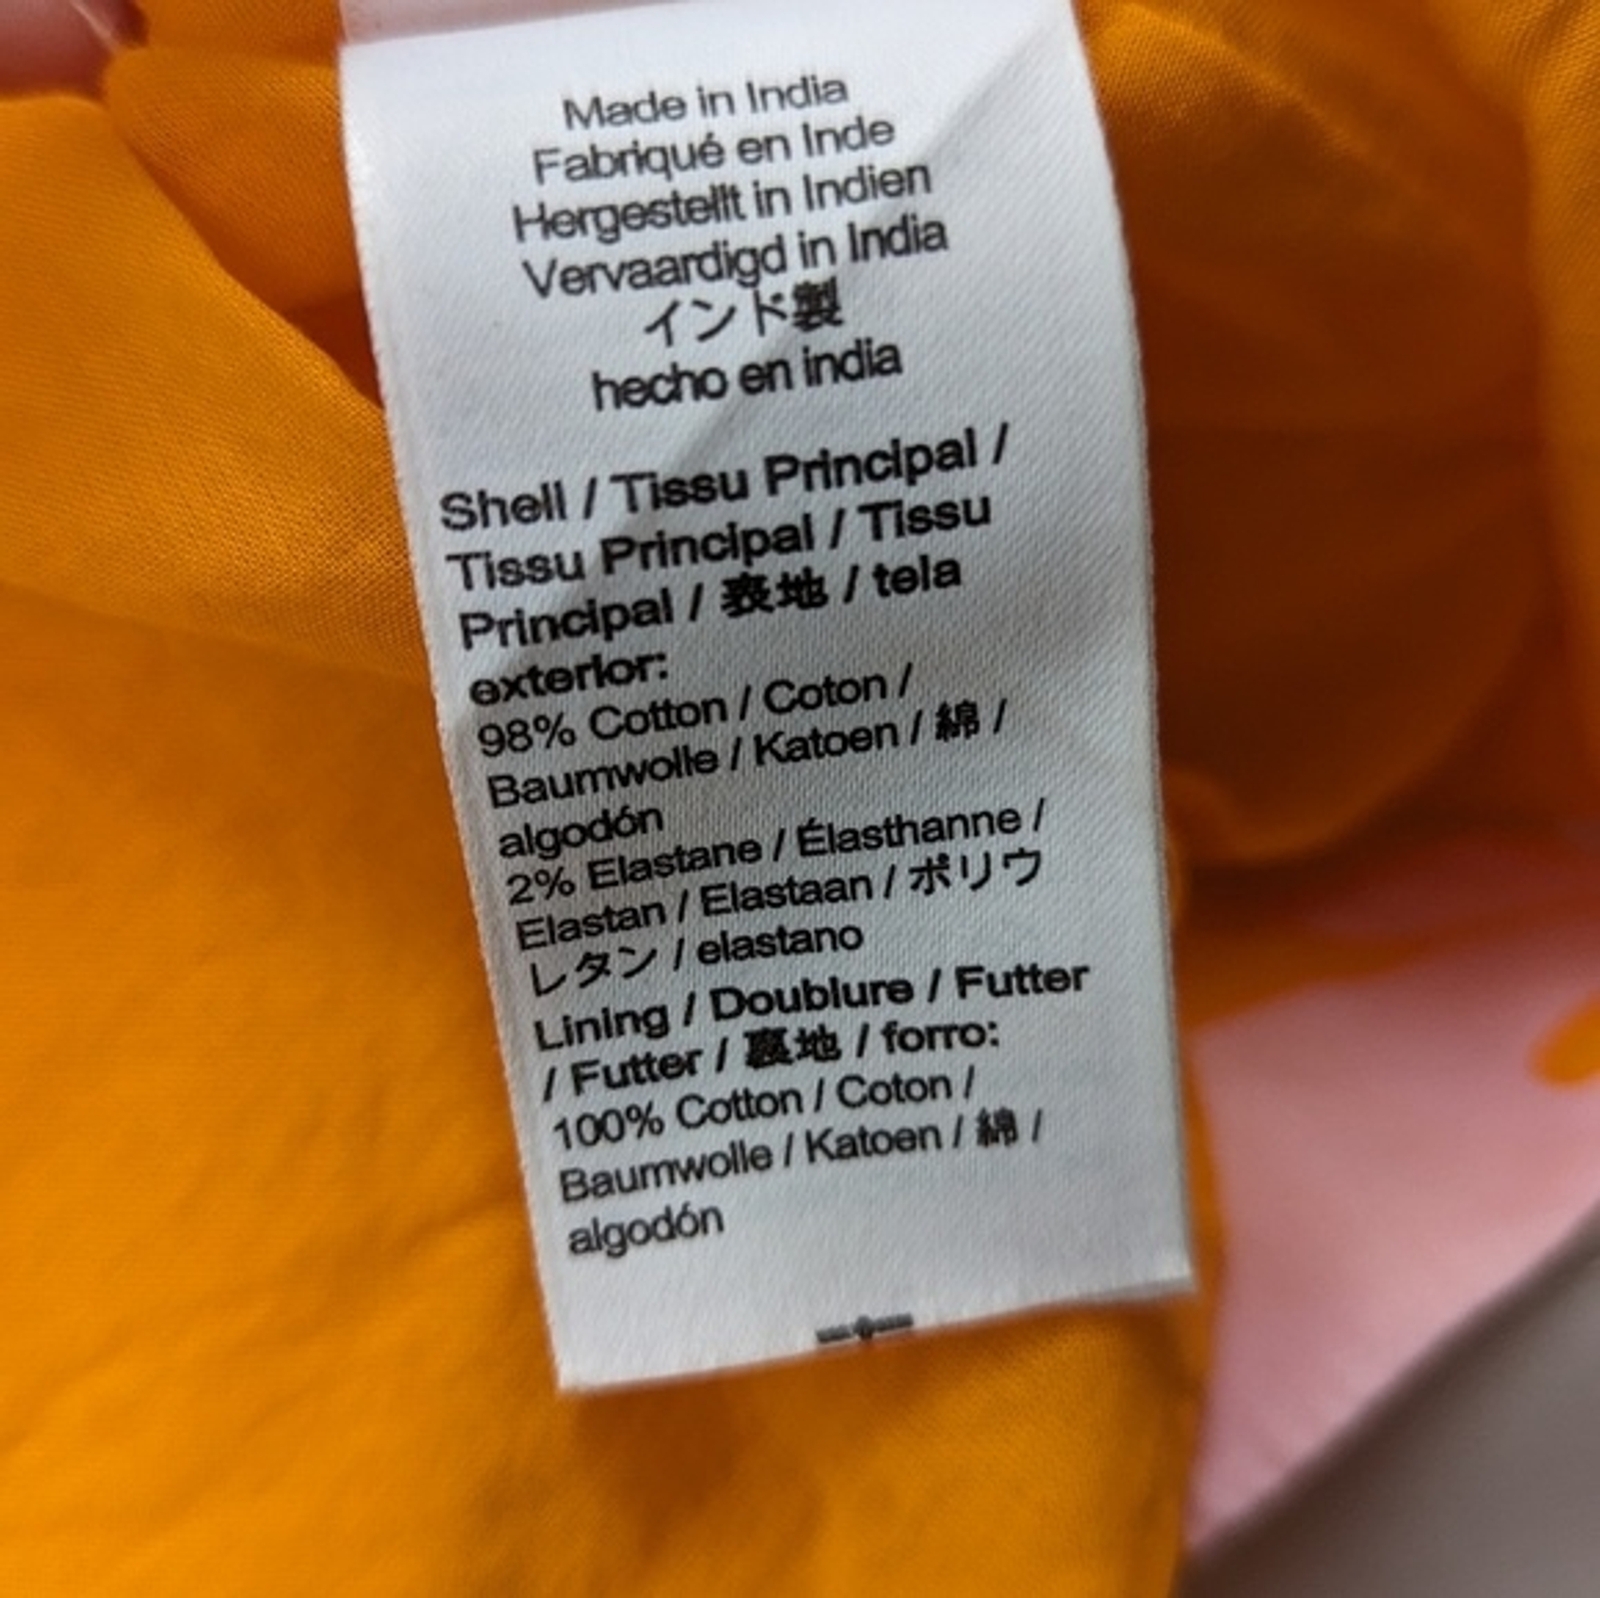 Made in India
Fabriqué en Inde
Hergestellt in Indien
Vervaardigd in India
インド製
hecho en india
Shell / Tissu Principal /
Tissu Principal / Tissu
Principal / 表地 / tela
exterior:
98% Cotton / Coton /
Baumwolle / Katoen / 綿 /
algodón
2% Elastane / Élasthanne /
Elastan / Elastaan / ポリウ
レタン / elastano
Lining / Doublure / Futter
/ Futter / 裏地 / forro:
100% Cotton / Coton /
Baumwolle / Katoen / 綿 /
algodón